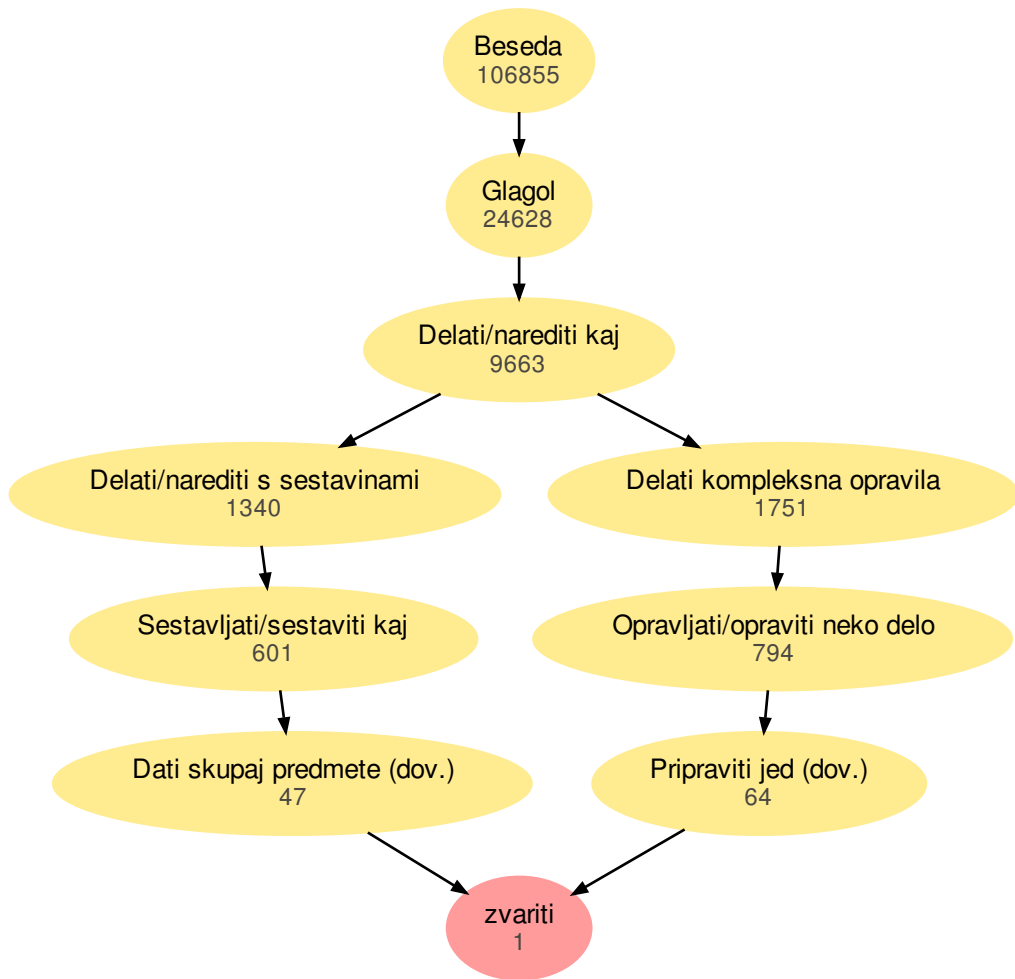 Beseda
106855
Glagol
24628
Delati/narediti kaj
9663
Delati/narediti s sestavinami
1340
Delati kompleksna opravila
1751
Sestavljati/sestaviti kaj
601
Opravljati/opraviti neko delo
794
Dati skupaj predmete (dov.)
47
Pripraviti jed (dov.)
64
zvariti
1